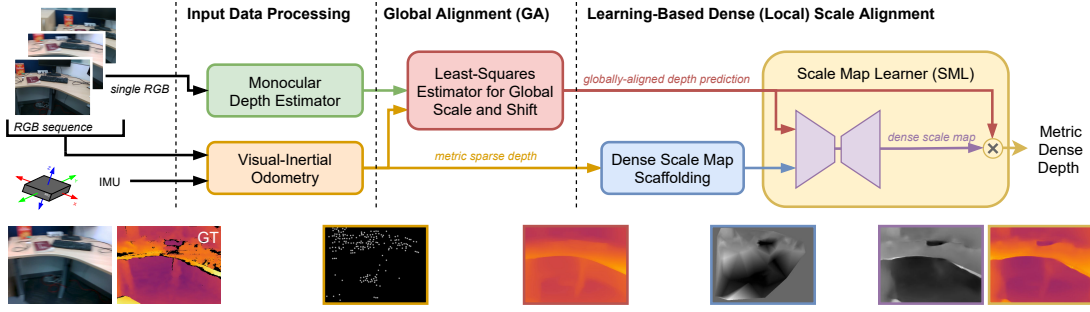 Input Data Processing
Global Alignment (GA)
Learning-Based Dense (Local) Scale Alignment
single RGB
RGB sequence
IMU
Monocular
Depth Estimator
Visual-Inertial
Odometry
Least-Squares
Estimator for Global
Scale and Shift
metric sparse depth
globally-aligned depth prediction
Dense Scale Map
Scaffolding
Scale Map Learner (SML)
dense scale map
Metric
Dense
Depth
GT